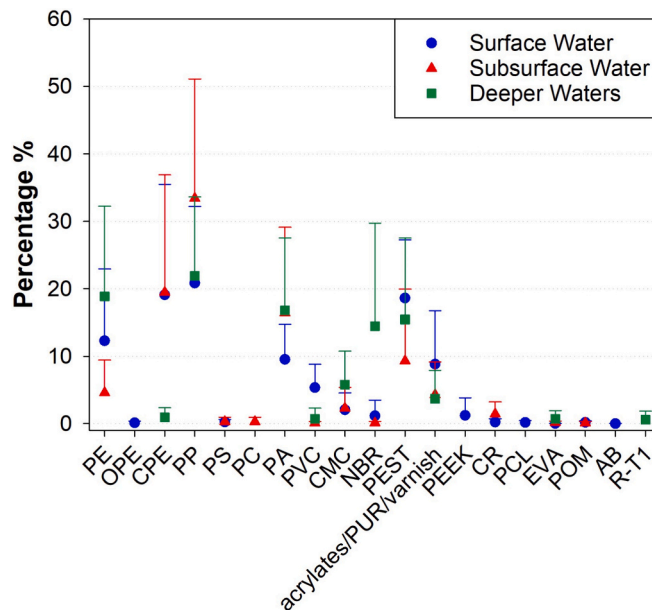 60
50
40
30
20
10
0
Percentage %
Surface Water
Subsurface Water
Deeper Waters
PE
OPE
CPE
PP
PS
PC
PA
PVC
CMC
NBR
PEST
acrylates/PUR/varnish
PEEK
CR
PCL
EVA
POM
AB
R-T1